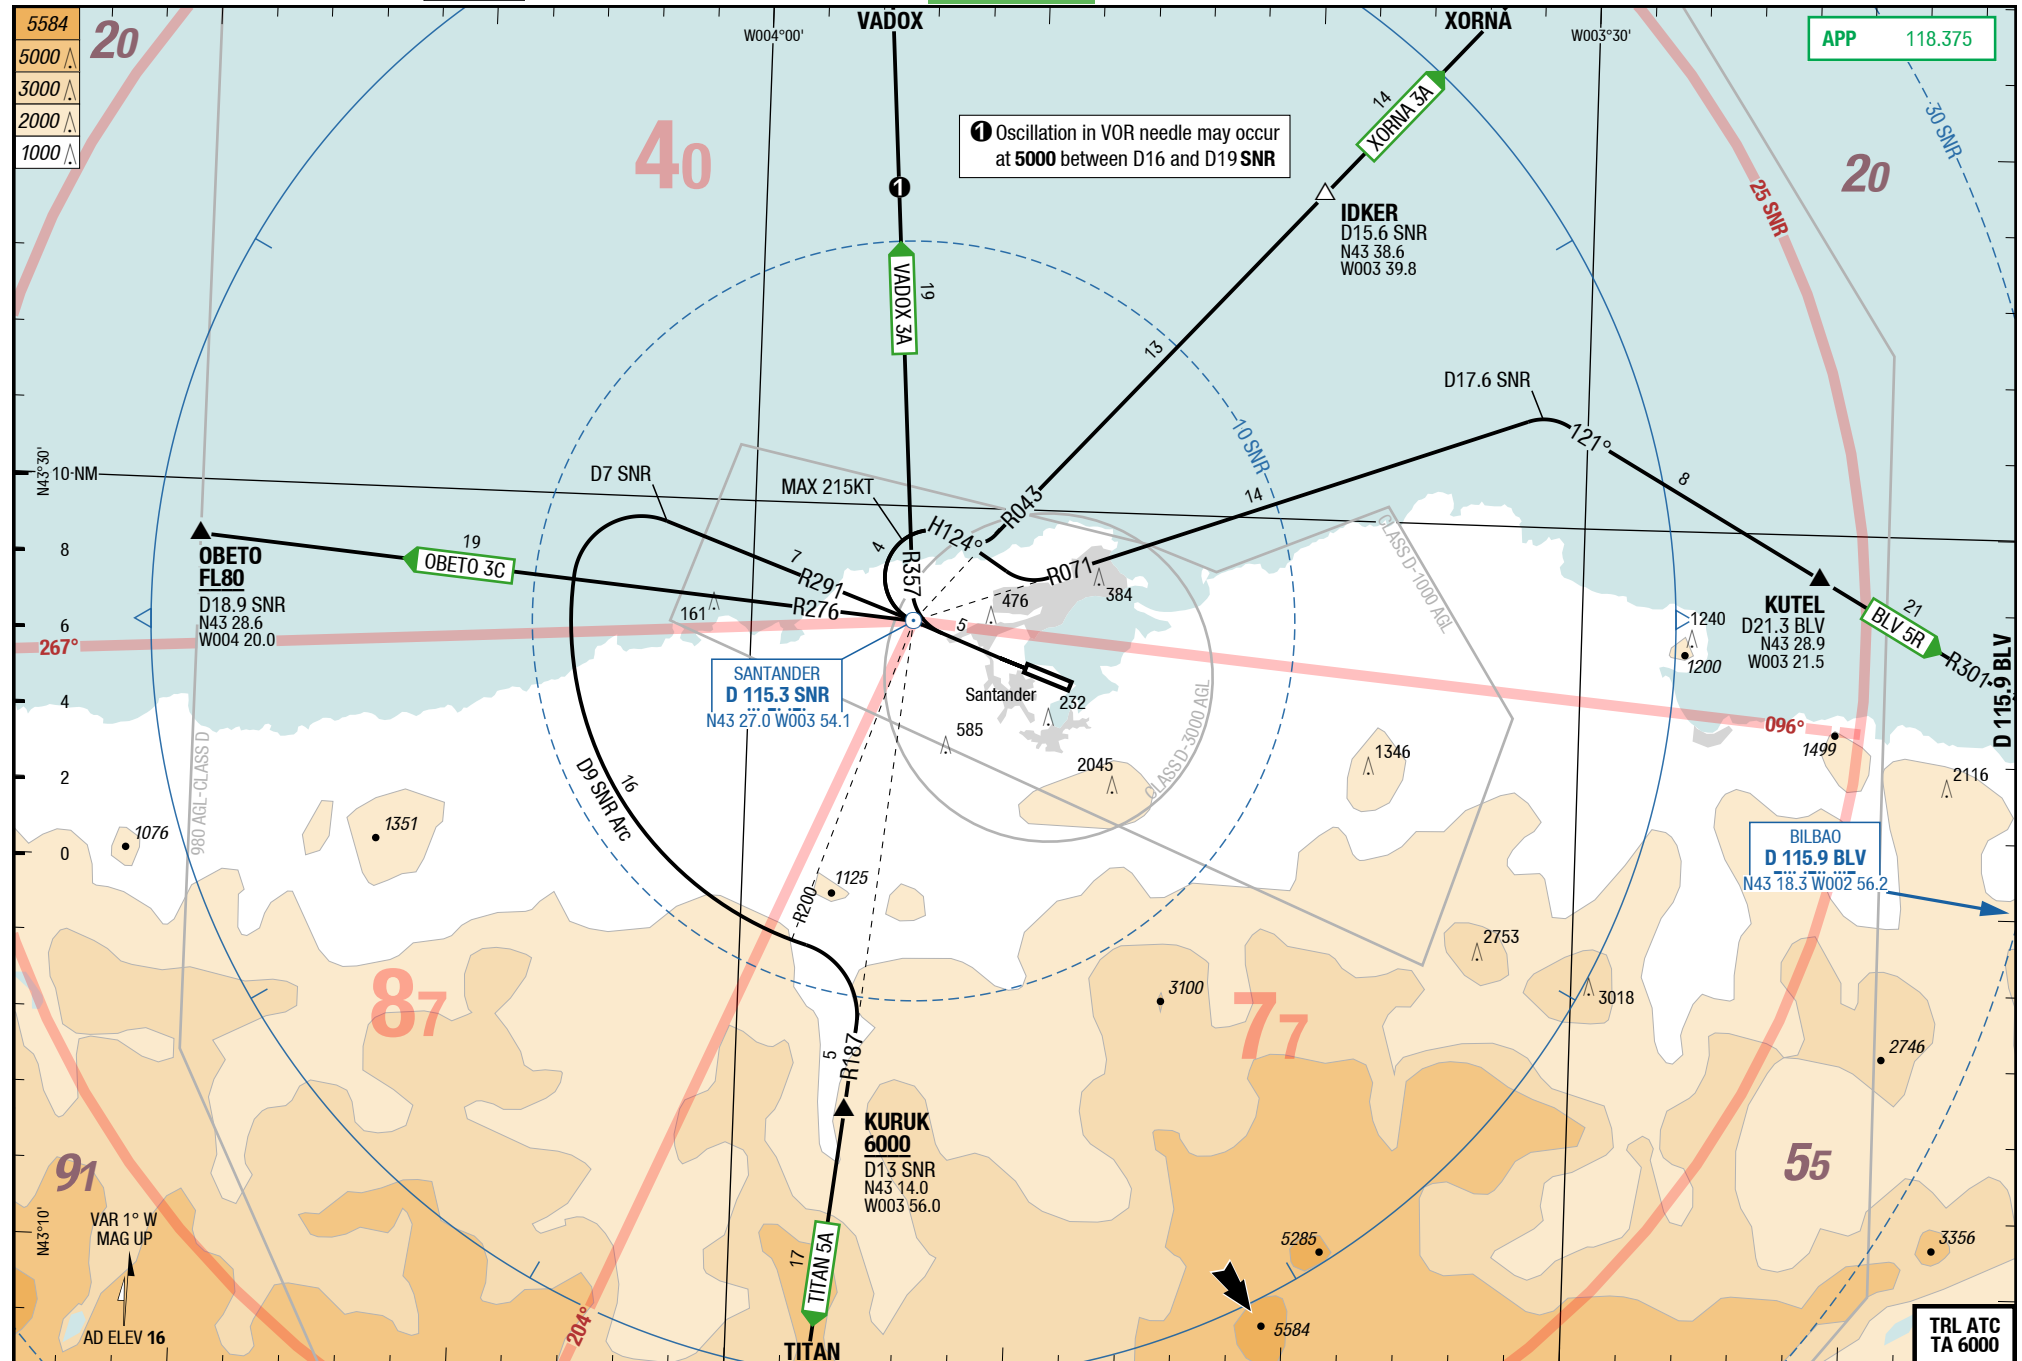 5584
5000
3000
2000
1000
20
VADOX
W004°00'
XORNA
W003°30'
APP 118.375
30 SNR
40
1 Oscillation in VOR needle may occur
at 5000 between D16 and D19 SNR
14
XORNA 3A
20
25 SNR
1
IDKER
D15.6 SNR
N43 38.6
W003 39.8
VADOX 3A
19
13
D17.6 SNR
121°
8
10 SNR
N43°30'
10 NM
D7 SNR
MAX 215KT
H124°
R043
14
CLASS D-1000 AGL
OBETO
FL80
D18.9 SNR
N43 28.6
W004 20.0
19
OBETO 3C
7
R291
R276
4
R357
R071
476
384
161
5
KUTEL
D21.3 BLV
N43 28.9
W003 21.5
21
BLV 5R
R301
D 115.9 BLV
1240
1200
8
6
4
2
0
267°
SANTANDER
D 115.3 SNR
N43 27.0 W003 54.1
Santander
232
585
2045
CLASS D-3000 AGL
1346
096°
1499
2116
980 AGL-CLASS D
D9 SNR Arc
16
1076
1351
BILBAO
D 115.9 BLV
N43 18.3 W002 56.2
R200
1125
2753
3018
3100
87
77
2746
5
R187
KURUK
6000
D13 SNR
N43 14.0
W003 56.0
91
55
N43°10'
VAR 1° W
MAG UP
AD ELEV 16
17
TITAN 5A
TITAN
204°
5285
5584
3356
TRL ATC
TA 6000